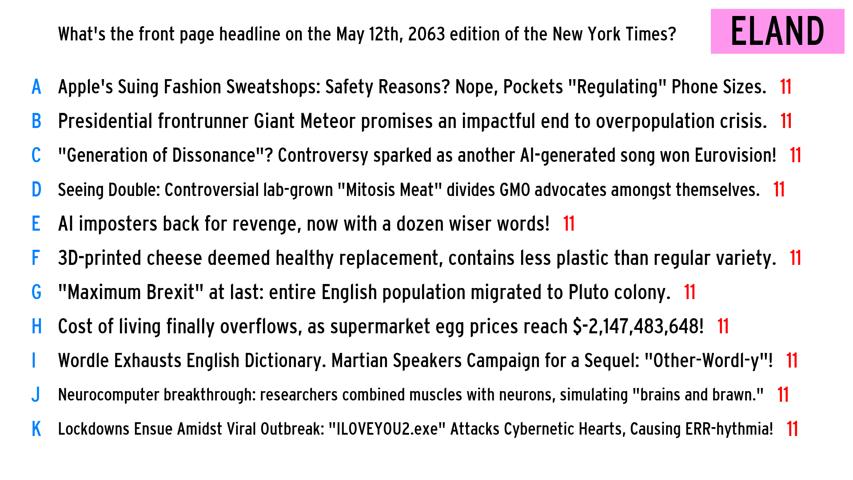 What's the front page headline on the May 12th, 2063 edition of the New York Times? ELAND
A Apple's Suing Fashion Sweatshops: Safety Reasons? Nope, Pockets "Regulating" Phone Sizes. 11
B Presidential frontrunner Giant Meteor promises an impactful end to overpopulation crisis. 11
C "Generation of Dissonance"? Controversy sparked as another AI-generated song won Eurovision! 11
D Seeing Double: Controversial lab-grown "Mitosis Meat" divides GMO advocates amongst themselves. 11
E AI imposters back for revenge, now with a dozen wiser words! 11
F 3D-printed cheese deemed healthy replacement, contains less plastic than regular variety. 11
G "Maximum Brexit" at last: entire English population migrated to Pluto colony. 11
H Cost of living finally overflows, as supermarket egg prices reach $-2,147,483,648! 11
I Wordle Exhausts English Dictionary. Martian Speakers Campaign for a Sequel: "Other-Wordl-y"! 11
J Neurocomputer breakthrough: researchers combined muscles with neurons, simulating "brains and brawn." 11
K Lockdowns Ensue Amidst Viral Outbreak: "ILOVEYOU2.exe" Attacks Cybernetic Hearts, Causing ERR-hythmia! 11